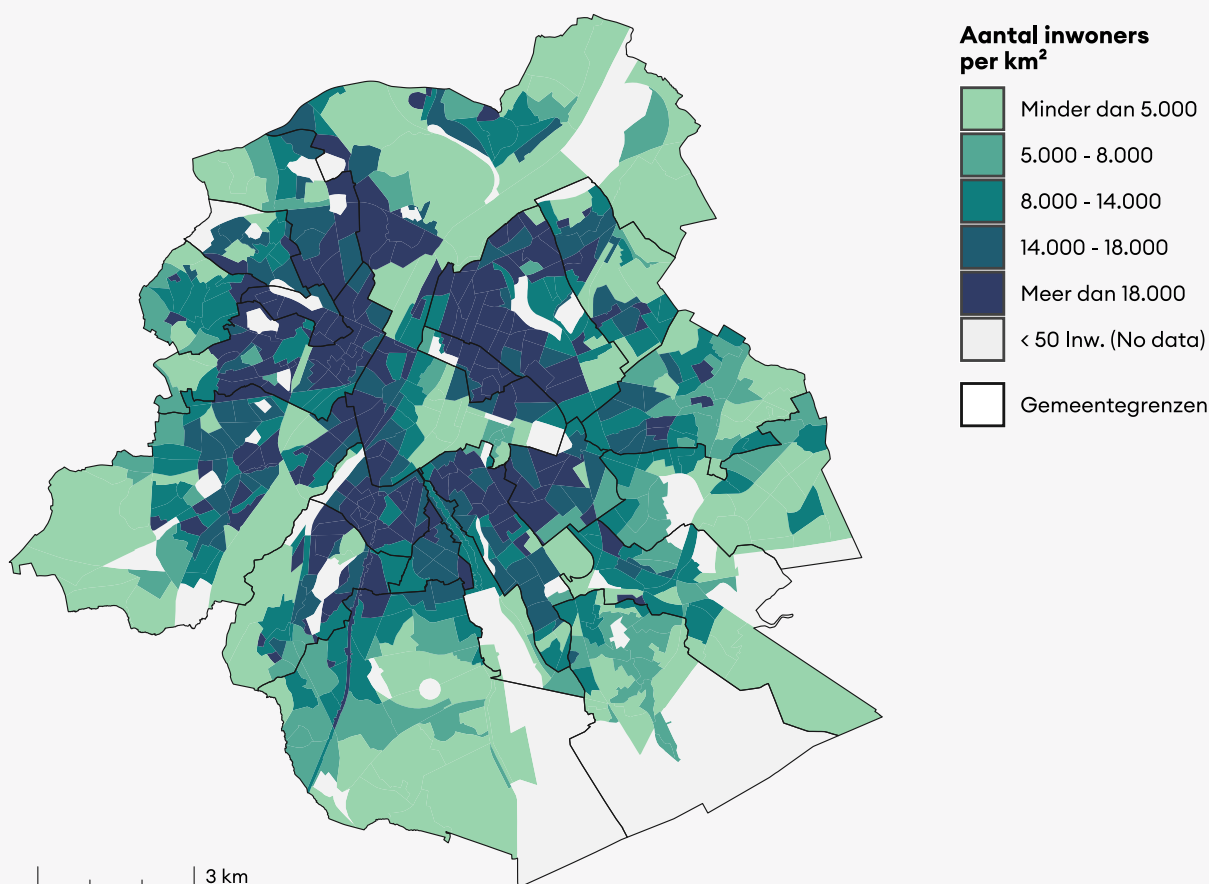 Aantal inwoners
per km²
Minder dan 5.000
5.000 - 8.000
8.000 - 14.000
14.000 - 18.000
Meer dan 18.000
< 50 Inw. (No data)
Gemeentegrenzen
3 km